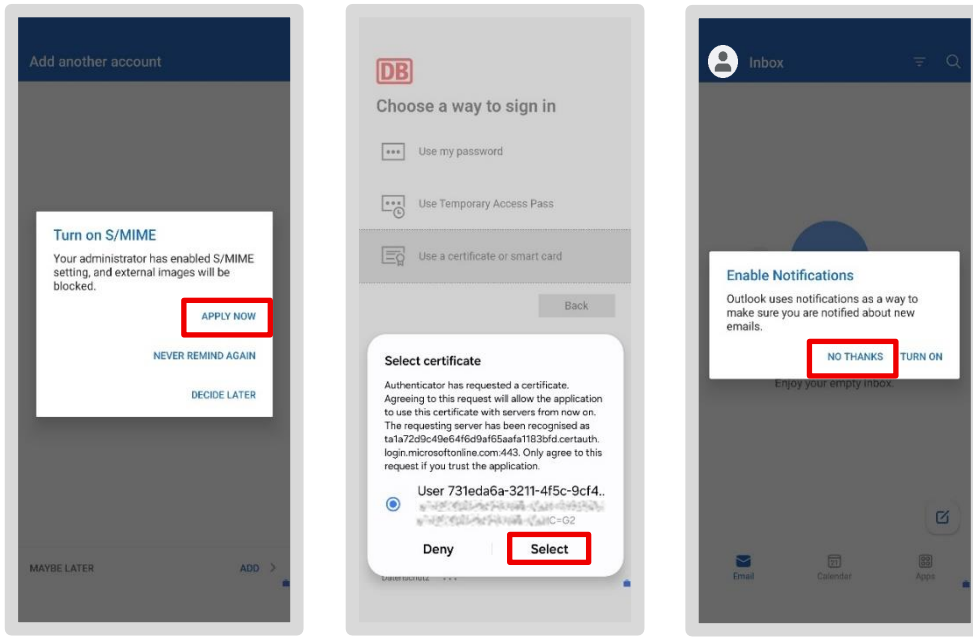 Add another account
Turn on S/MIME
Your administrator has enabled S/MIME
setting, and external images will be
blocked.
APPLY NOW
NEVER REMIND AGAIN
DECIDE LATER
MAYBE LATER
ADD
DB
Choose a way to sign in
Use my password
Use Temporary Access Pass
Use a certificate or smart card
Back
Select certificate
Authenticator has requested a certificate.
Agreeing to this request will allow the application
to use this certificate with servers from now on.
The requesting server has been recognised as
ta1a72d9c49e64f6d9af65aafa1183bfd.certauth.
login.microsoftonline.com:443. Only agree to this
request if you trust the application.
User 731eda6a-3211-4f5c-9cf4..
C=G2
Deny
Select
Datenschutz
Inbox
Enable Notifications
Outlook uses notifications as a way to
make sure you are notified about new
emails.
NO THANKS
TURN ON
Enjoy your empty inbox.
Email
Calendar
Apps